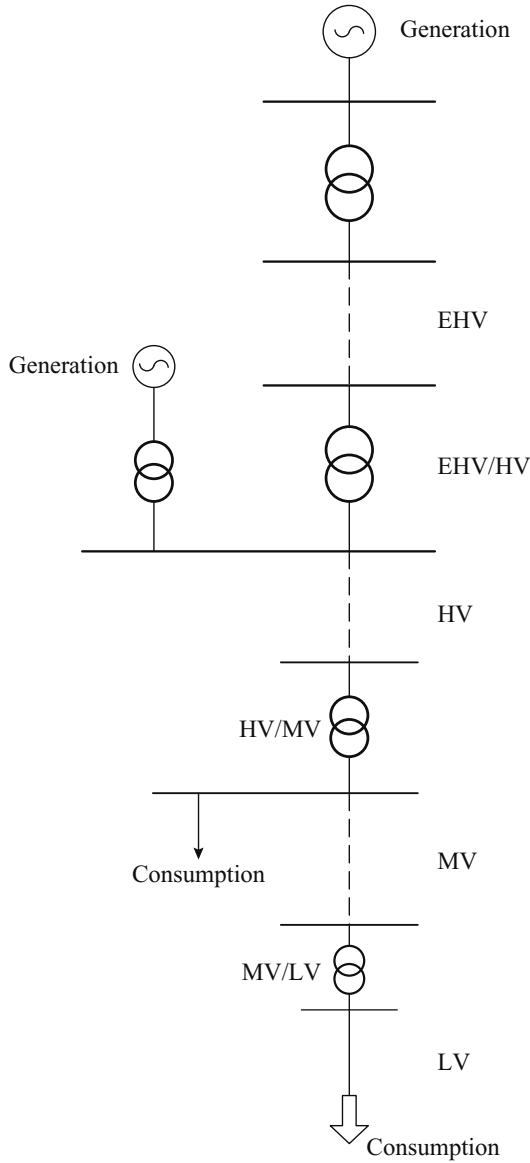 Generation
EHV
Generation
EHV/HV
HV
HV/MV
Consumption
MV
MV/LV
LV
Consumption